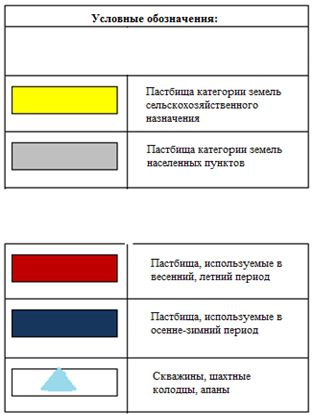 Условные обозначения:
Пастбища категории земель
сельскохозяйственного
назначения
Пастбища категории земель
населенных пунктов
Пастбища, используемые в
весенний, летний период
Пастбища, используемые в
осенне-зимний период
Скважины, шахтные
колодцы, апаны